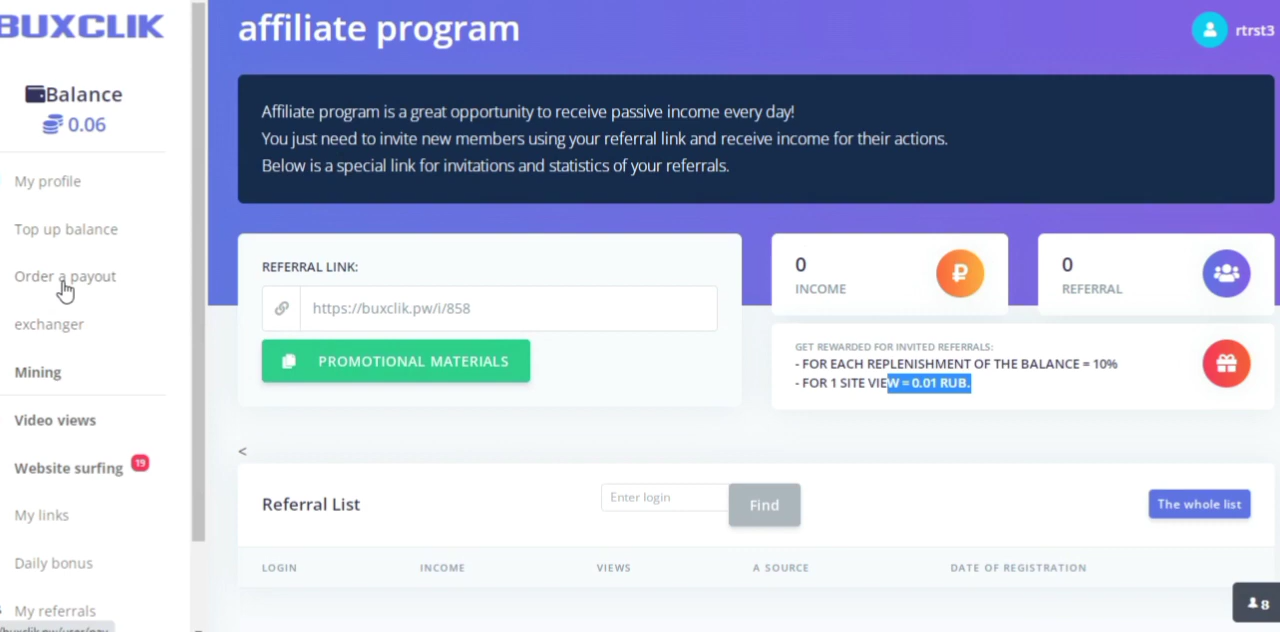 BUXCLIK
Balance
0.06
My profile
Top up balance
Order a payout
exchanger
Mining
Video views
Website surfing 19
My links
Daily bonus
My referrals
affiliate program
rtrst3
Affiliate program is a great opportunity to receive passive income every day!
You just need to invite new members using your referral link and receive income for their actions.
Below is a special link for invitations and statistics of your referrals.
REFERRAL LINK:
https://buxclik.pw/i/858
PROMOTIONAL MATERIALS
0
INCOME
0
REFERRAL
GET REWARDED FOR INVITED REFERRALS:
- FOR EACH REPLENISHMENT OF THE BALANCE = 10%
- FOR 1 SITE VIEW = 0.01 RUB.
<
Referral List
Enter login
Find
The whole list
LOGIN INCOME VIEWS A SOURCE DATE OF REGISTRATION
8